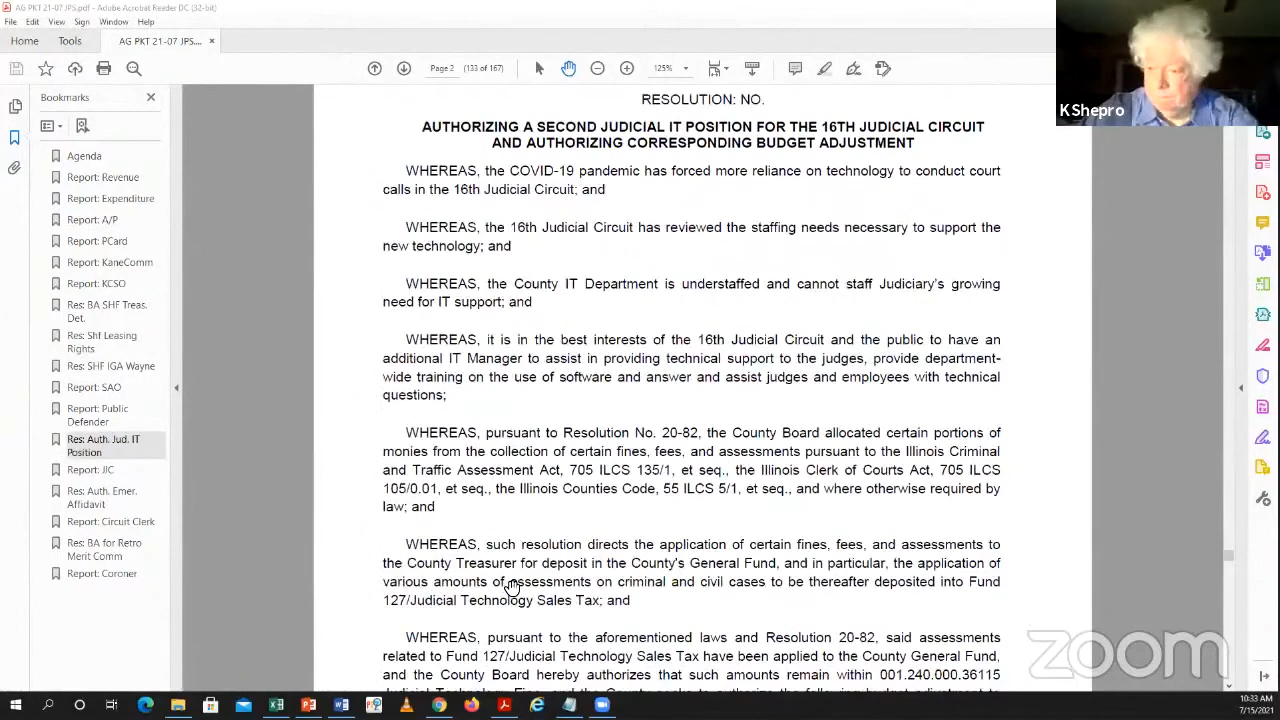 AG PKT 21-07 JPS.pdf - Adobe Acrobat Reader DC (32-bit)
File Edit View Sign Window Help
Home Tools AG PKT 21-07 JPS.... ×
Page 2 (133 of 167) 125%
Bookmarks
Agenda
Report: Revenue
Report: Expenditure
Report: A/P
Report: PCard
Report: KaneComm
Report: KCSO
Res: BA SHF Treas.
Det.
Res: Shf Leasing
Rights
Res: SHF IGA Wayne
Report: SAO
Report: Public
Defender
Res: Auth. Jud. IT
Position
Report: JJC
Res: Auth. Emer.
Affidavit
Report: Circuit Clerk
Res: BA for Retro
Merit Comm
Report: Coroner
RESOLUTION: NO.
AUTHORIZING A SECOND JUDICIAL IT POSITION FOR THE 16TH JUDICIAL CIRCUIT
AND AUTHORIZING CORRESPONDING BUDGET ADJUSTMENT
WHEREAS, the COVID-19 pandemic has forced more reliance on technology to conduct court
calls in the 16th Judicial Circuit; and
WHEREAS, the 16th Judicial Circuit has reviewed the staffing needs necessary to support the
new technology; and
WHEREAS, the County IT Department is understaffed and cannot staff Judiciary's growing
need for IT support; and
WHEREAS, it is in the best interests of the 16th Judicial Circuit and the public to have an
additional IT Manager to assist in providing technical support to the judges, provide department-
wide training on the use of software and answer and assist judges and employees with technical
questions;
WHEREAS, pursuant to Resolution No. 20-82, the County Board allocated certain portions of
monies from the collection of certain fines, fees, and assessments pursuant to the Illinois Criminal
and Traffic Assessment Act, 705 ILCS 135/1, et seq., the Illinois Clerk of Courts Act, 705 ILCS
105/0.01, et seq., the Illinois Counties Code, 55 ILCS 5/1, et seq., and where otherwise required by
law; and
WHEREAS, such resolution directs the application of certain fines, fees, and assessments to
the County Treasurer for deposit in the County's General Fund, and in particular, the application of
various amounts of assessments on criminal and civil cases to be thereafter deposited into Fund
127/Judicial Technology Sales Tax; and
WHEREAS, pursuant to the aforementioned laws and Resolution 20-82, said assessments
related to Fund 127/Judicial Technology Sales Tax have been applied to the County General Fund,
and the County Board hereby authorizes that such amounts remain within 001.240.000.36115
K Shepro
zoom
10:33 AM
7/15/2021